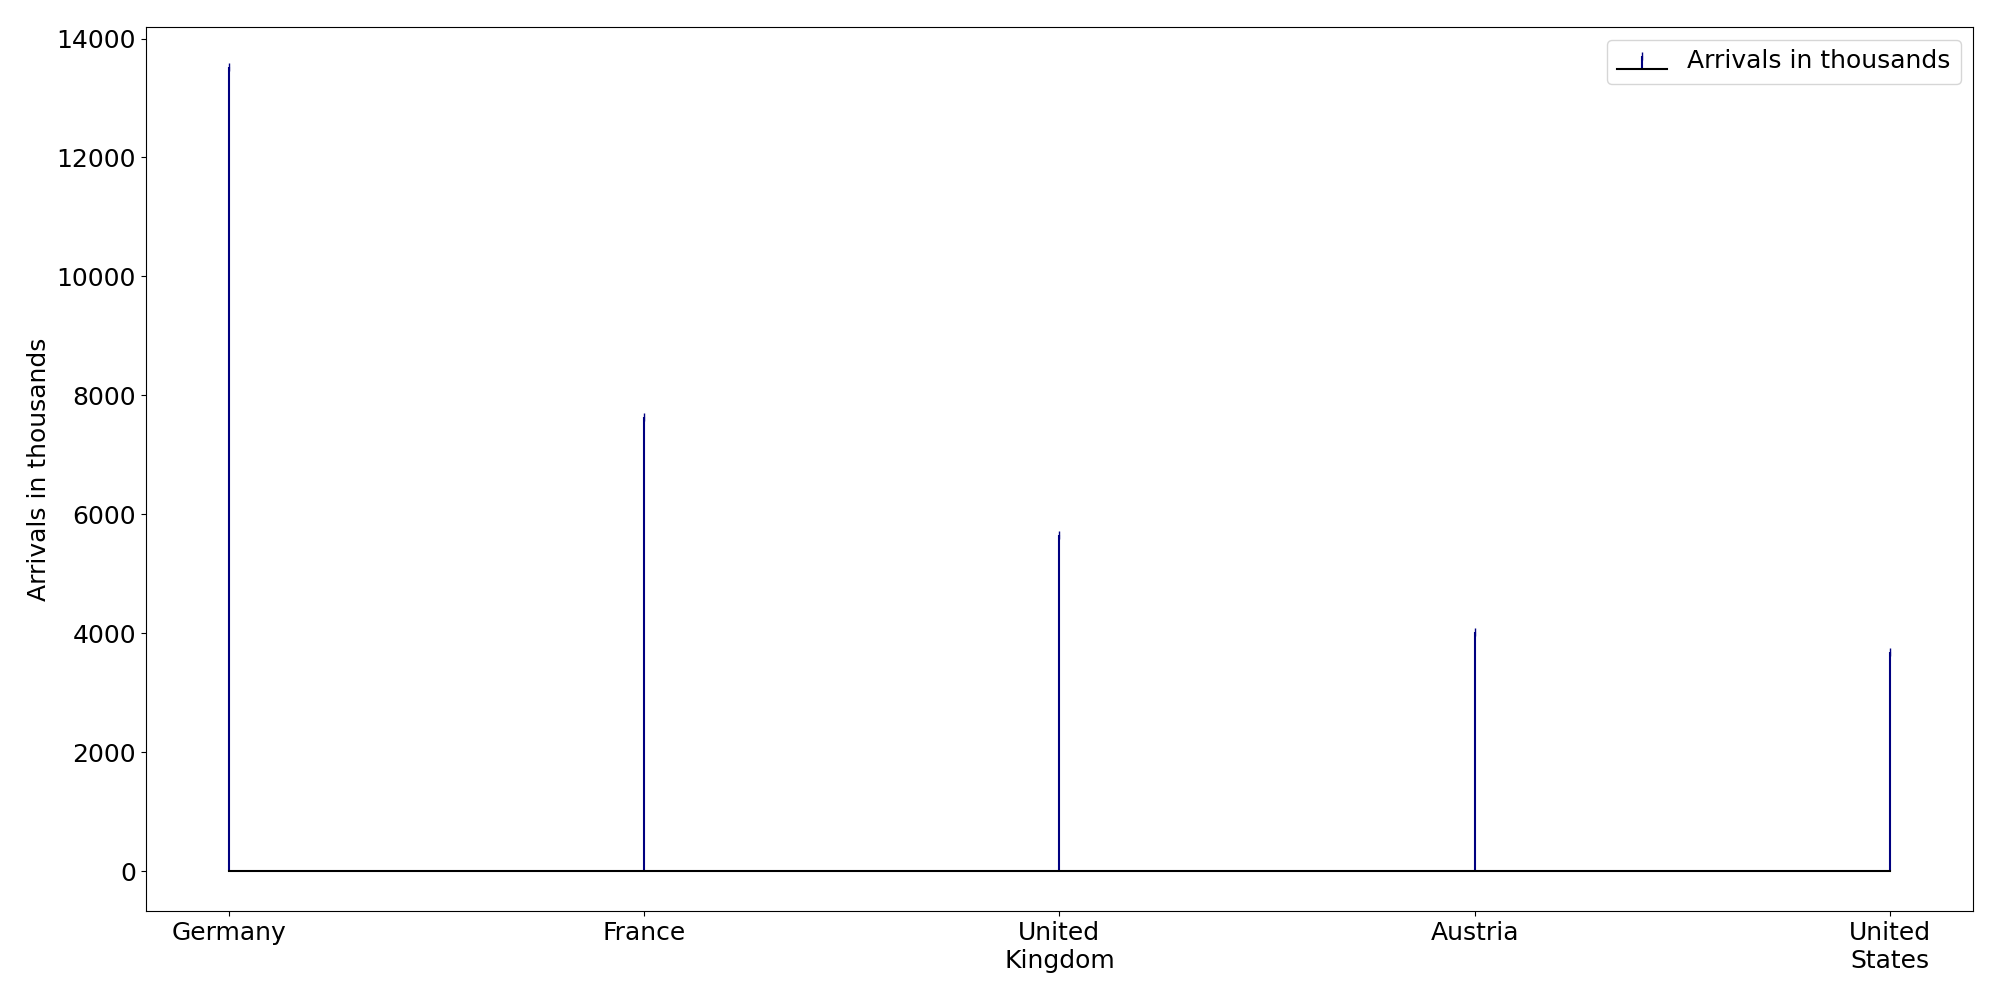 14000
12000
10000
8000
6000
4000
2000
0
Arrivals in thousands
Arrivals in thousands
Germany
France
United
Kingdom
Austria
United
States